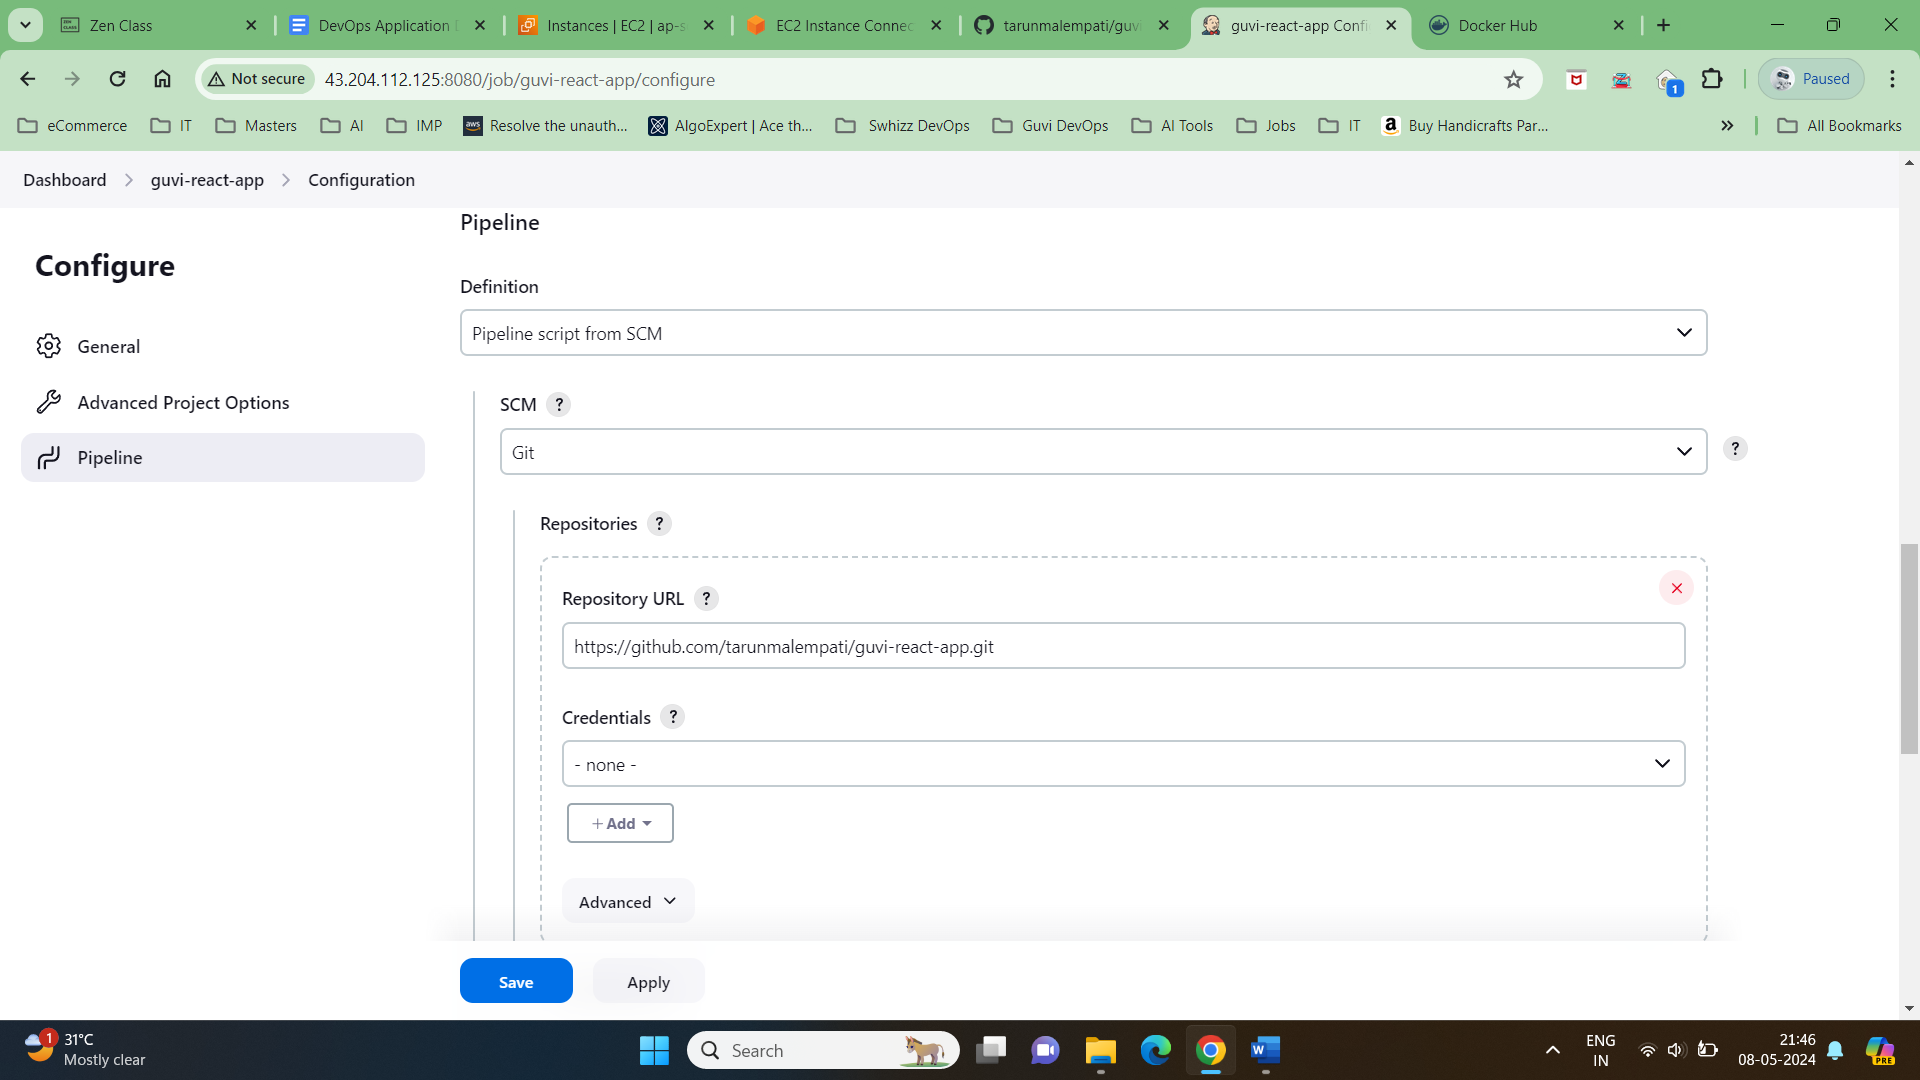 Zen Class
DevOps Application D
Instances | EC2 | ap-s
EC2 Instance Connec
tarunmalempati/guvi
guvi-react-app Confi
Docker Hub
Not secure
43.204.112.125:8080/job/guvi-react-app/configure
1
Paused
eCommerce
IT
Masters
AI
IMP
aws
Resolve the unauth...
AlgoExpert | Ace th...
Swhizz DevOps
Guvi DevOps
AI Tools
Jobs
IT
a
Buy Handicrafts Par...
All Bookmarks
Dashboard
guvi-react-app
Configuration
Configure
General
Advanced Project Options
Pipeline
Pipeline
Definition
Pipeline script from SCM
SCM ?
Git
?
Repositories ?
Repository URL ?
https://github.com/tarunmalempati/guvi-react-app.git
Credentials ?
- none -
+ Add
Advanced
Save
Apply
1
31°C
Mostly clear
Search
W
ENG
IN
21:46
08-05-2024
PRE